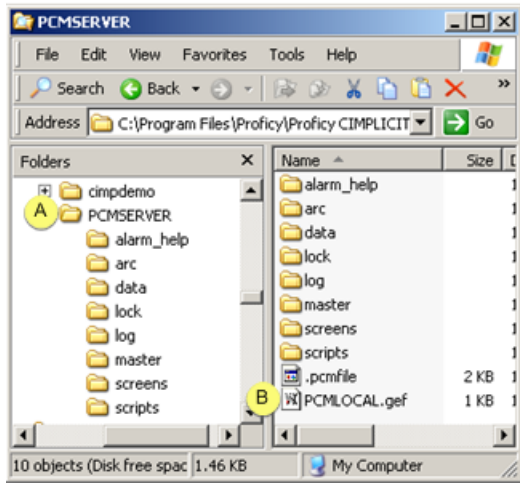 PCMSERVER
File Edit View Favorites Tools Help
Search Back »
Address C:\Program Files\Proficy\Proficy CIMPLICIT Go
Folders
cimpdemo
A
PCMSERVER
alarm_help
arc
data
lock
log
master
screens
scripts
Name Size
alarm_help
arc
data
lock
log
master
screens
scripts
.pcmfile 2 KB
B
PCMLOCAL.gef 1 KB
10 objects (Disk free spac 1.46 KB My Computer